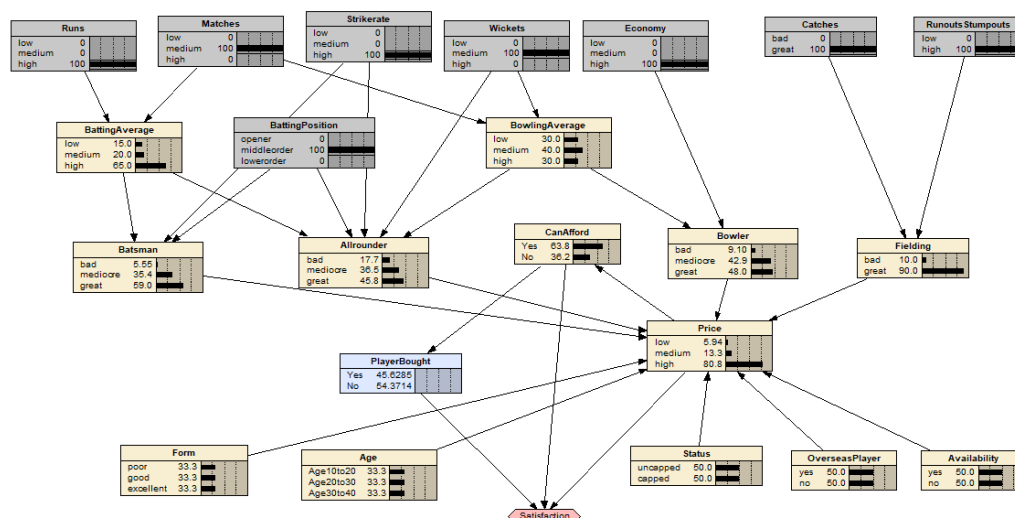 Runs
low 0
medium 0
high 100
Matches
low 0
medium 100
high 0
Strikerate
low 0
medium 0
high 100
Wickets
low 0
medium 100
high 0
Economy
low 0
medium 0
high 100
Catches
bad 0
great 100
RunoutsStumpouts
low 0
high 100
BattingAverage
low 15.0
medium 20.0
high 65.0
BattingPosition
opener 0
middleorder 100
lowerorder 0
BowlingAverage
low 30.0
medium 40.0
high 30.0
Batsman
bad 5.55
mediocre 35.4
great 59.0
Allrounder
bad 17.7
mediocre 36.5
great 45.8
CanAfford
Yes 63.8
No 36.2
Bowler
bad 9.10
mediocre 42.9
great 48.0
Fielding
bad 10.0
great 90.0
Price
low 5.94
medium 13.3
high 80.8
PlayerBought
Yes 45.6285
No 54.3714
Form
poor 33.3
good 33.3
excellent 33.3
Age
Age10to20 33.3
Age20to30 33.3
Age30to40 33.3
Status
uncapped 50.0
capped 50.0
OverseasPlayer
yes 50.0
no 50.0
Availability
yes 50.0
no 50.0
Satisfaction